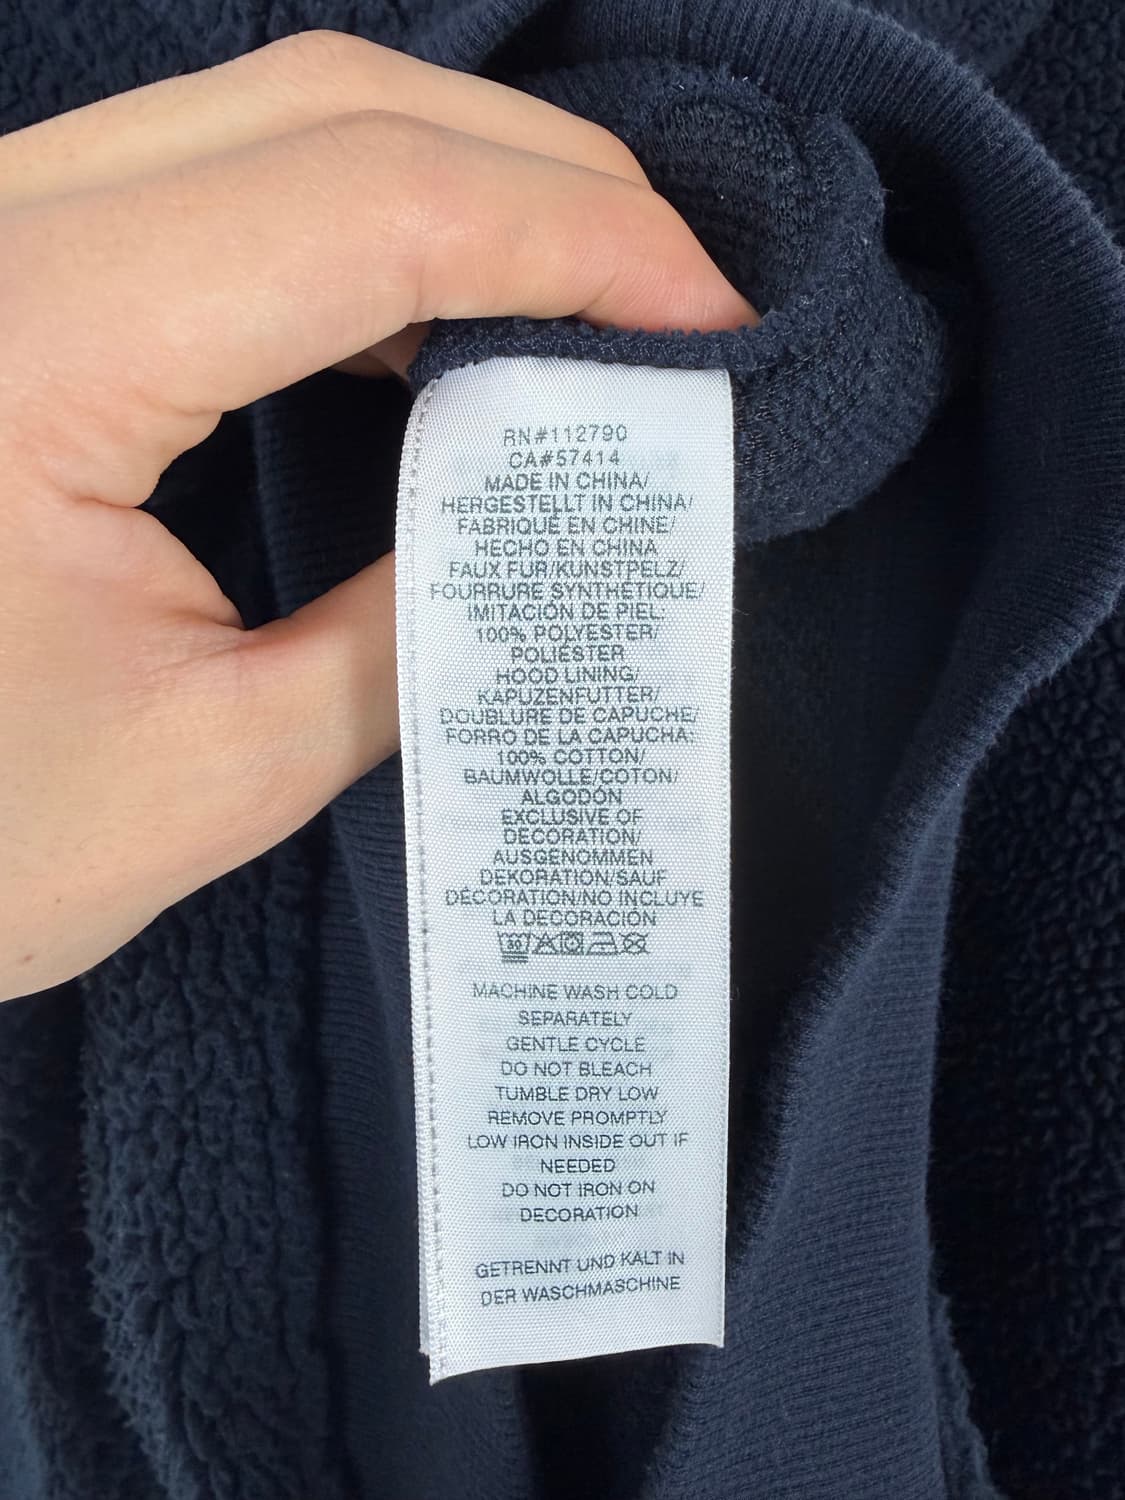 RN#112790
CA#57414
MADE IN CHINA/
HERGESTELLT IN CHINA/
FABRIQUÉ EN CHINE/
HECHO EN CHINA
FAUX FUR/KUNSTPELZ/
FOURRURE SYNTHÉTIQUE/
IMITACIÓN DE PIEL:
100% POLYESTER/
POLIÉSTER
HOOD LINING/
KAPUZENFUTTER/
DOUBLURE DE CAPUCHE/
FORRO DE LA CAPUCHA:
100% COTTON/
BAUMWOLLE/COTON/
ALGODÓN
EXCLUSIVE OF
DECORATION/
AUSGENOMMEN
DEKORATION/SAUF
DÉCORATION/NO INCLUYE
LA DECORACIÓN
30
MACHINE WASH COLD
SEPARATELY
GENTLE CYCLE
DO NOT BLEACH
TUMBLE DRY LOW
REMOVE PROMPTLY
LOW IRON INSIDE OUT IF
NEEDED
DO NOT IRON ON
DECORATION
GETRENNT UND KALT IN
DER WASCHMASCHINE